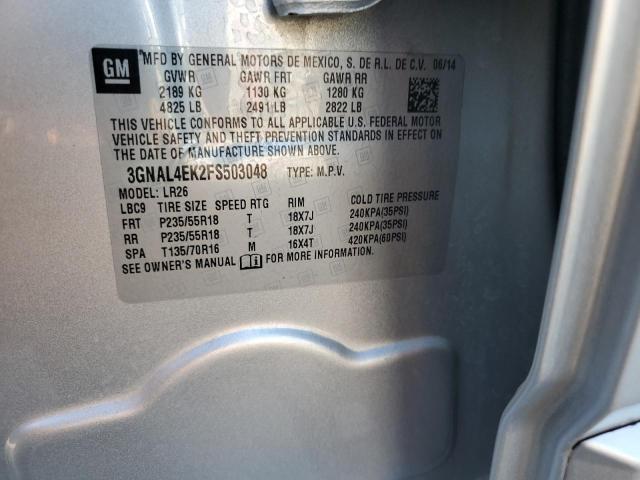 GM
MFD BY GENERAL MOTORS DE MEXICO, S. DE R.L. DE C.V. 06/14
GVWR GAWR FRT GAWR RR
2189 KG 1130 KG 1280 KG
4825 LB 2491 LB 2822 LB
THIS VEHICLE CONFORMS TO ALL APPLICABLE U.S. FEDERAL MOTOR
VEHICLE SAFETY AND THEFT PREVENTION STANDARDS IN EFFECT ON
THE DATE OF MANUFACTURE SHOWN ABOVE.
3GNAL4EK2FS503048 TYPE: M.P.V.
MODEL: LR26
LBC9 TIRE SIZE SPEED RTG RIM COLD TIRE PRESSURE
FRT P235/55R18 T 18X7J 240KPA(35PSI)
RR P235/55R18 T 18X7J 240KPA(35PSI)
SPA T135/70R16 M 16X4T 420KPA(60PSI)
SEE OWNER'S MANUAL FOR MORE INFORMATION.